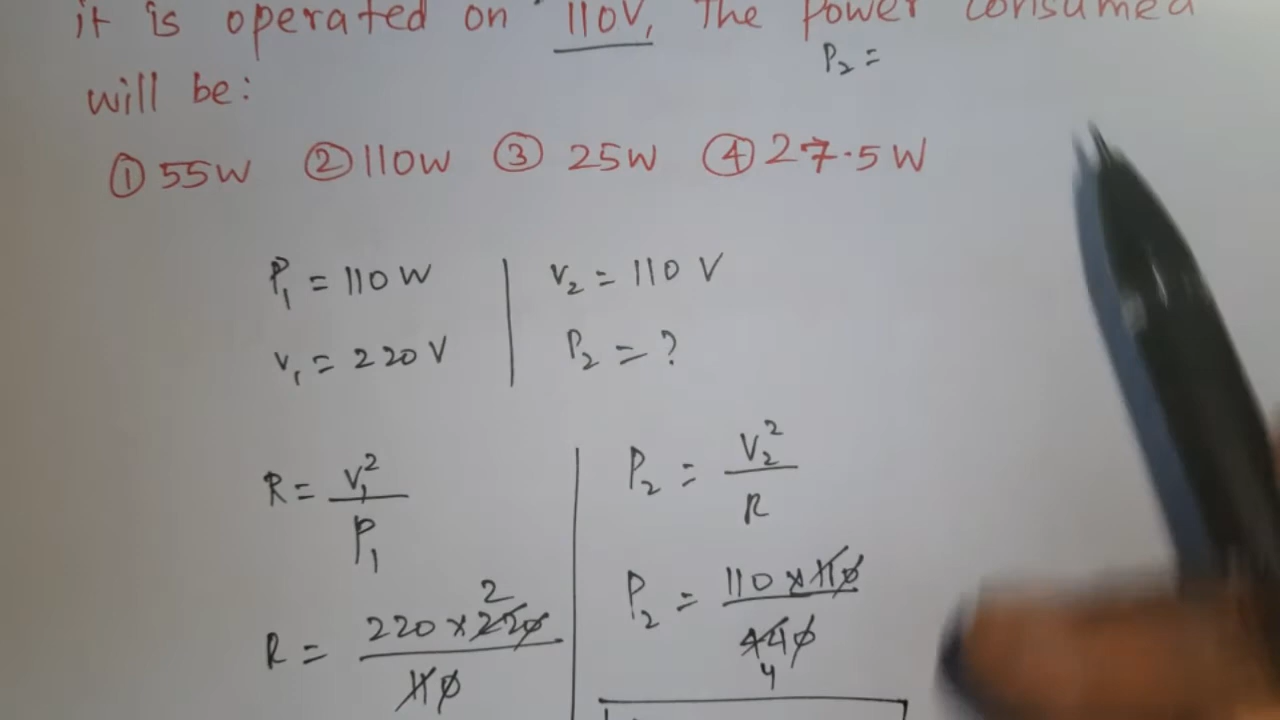 it is operated on 110V, The Power consumed
P₂ =
will be:
① 55W ② 110W ③ 25W ④ 27.5W
P₁ = 110 W
V₂ = 110 V
V₁ = 220 V
P₂ = ?
R = V₁² / P₁
P₂ = V₂² / R
2
R = 220 × 220 / 110
P₂ = 110 × 110 / 440
4